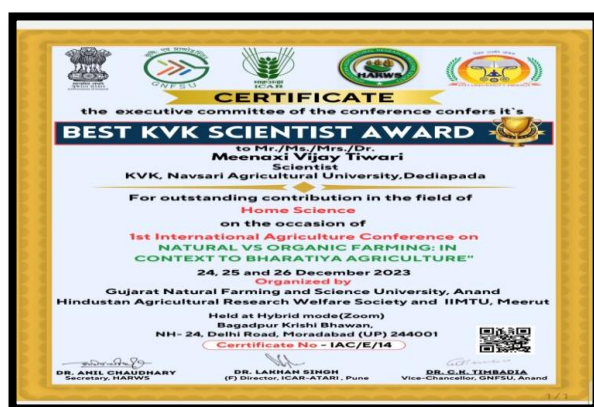 GNFSU
ICAR
HARWS
CERTIFICATE
the executive committee of the conference confers it`s
BEST KVK SCIENTIST AWARD
to Mr./Ms./Mrs./Dr.
Meenaxi Vijay Tiwari
Scientist
KVK, Navsari Agricultural University,Dediapada
For outstanding contribution in the field of
Home Science
on the occasion of
1st International Agriculture Conference on
NATURAL VS ORGANIC FARMING: IN
CONTEXT TO BHARATIYA AGRICULTURE"
24, 25 and 26 December 2023
Organized by
Gujarat Natural Farming and Science University, Anand
Hindustan Agricultural Research Welfare Society and IIMTU, Meerut
Held at Hybrid mode(Zoom)
Bagadpur Krishi Bhawan,
NH- 24, Delhi Road, Moradabad (UP) 244001
Cerrtificate No - IAC/E/14
DR. ANIL CHAUDHARY
Secretary, HARWS
DR. LAKHAN SINGH
(F) Director, ICAR-ATARI , Pune
DR. C.K. TIMBADIA
Vice-Chancellor, GNFSU, Anand
1/1